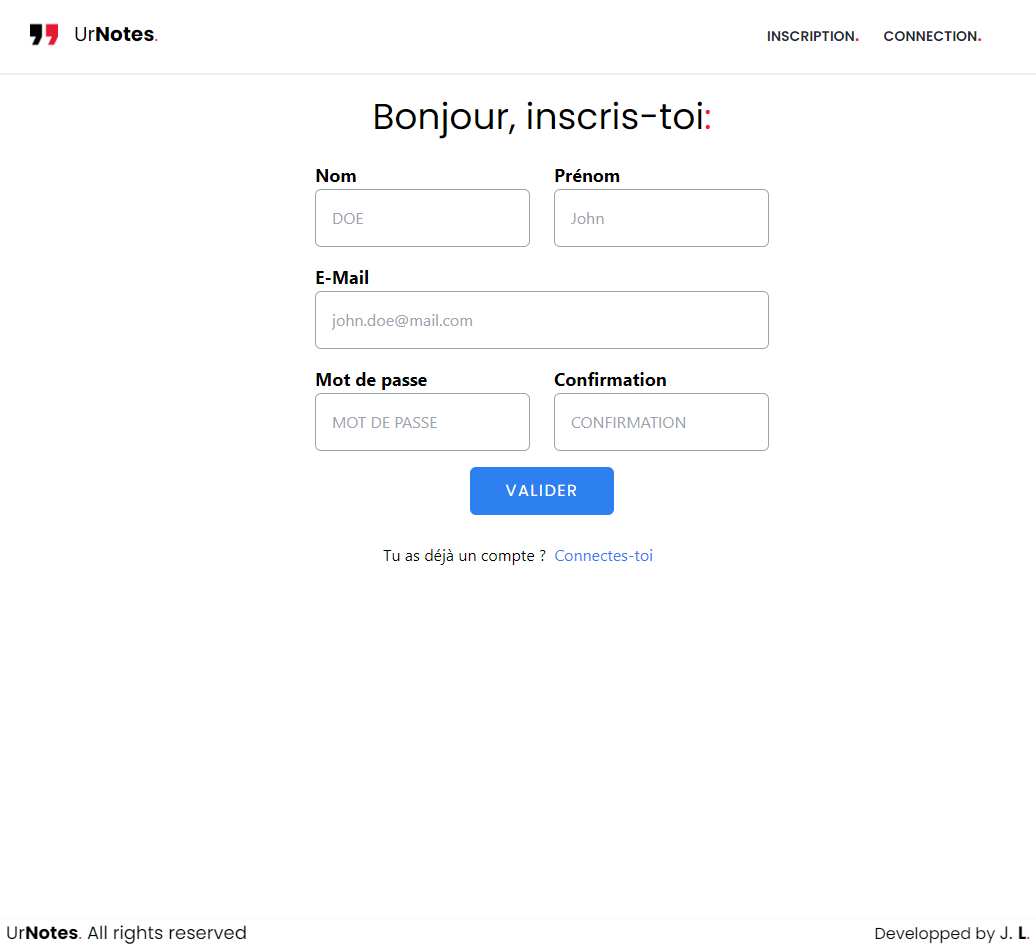 UrNotes.
INSCRIPTION. CONNECTION.
Bonjour, inscris-toi:
Nom Prénom
DOE John
E-Mail
john.doe@mail.com
Mot de passe Confirmation
MOT DE PASSE CONFIRMATION
VALIDER
Tu as déjà un compte ? Connectes-toi
UrNotes. All rights reserved
Developped by J. L.